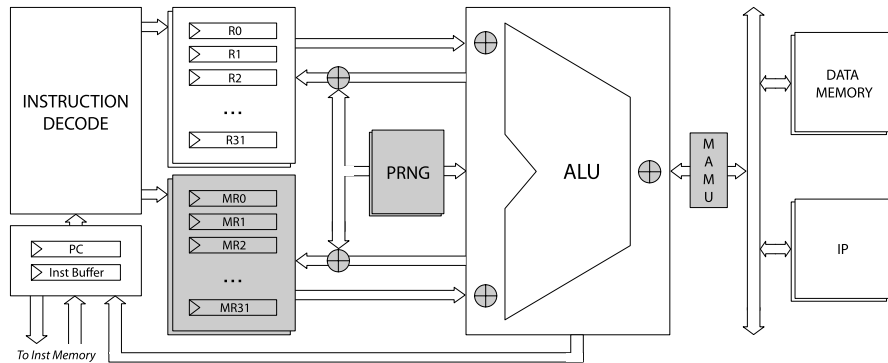 INSTRUCTION
DECODE
R0
R1
R2
...
R31
MR0
MR1
MR2
...
MR31
PC
Inst Buffer
To Inst Memory
PRNG
ALU
M
A
M
U
DATA
MEMORY
IP